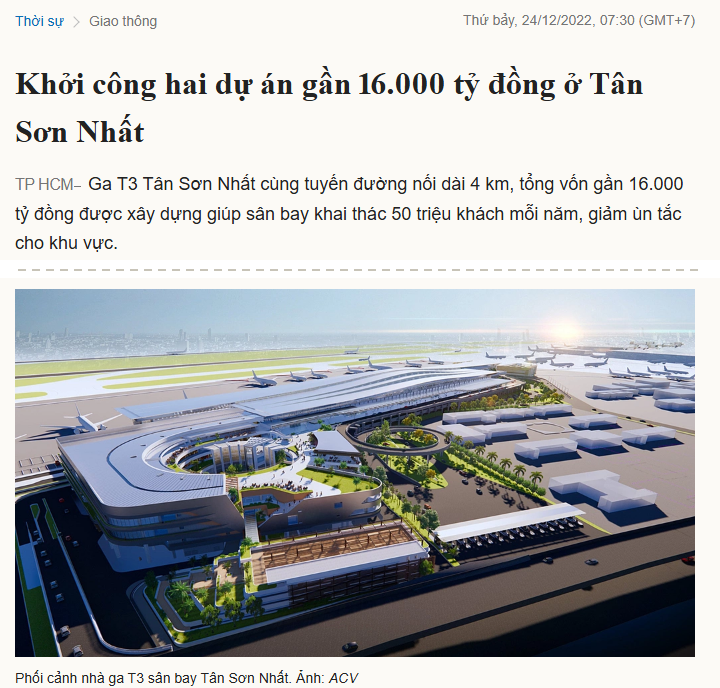 Thời sự > Giao thông
Thứ bảy, 24/12/2022, 07:30 (GMT+7)
Khởi công hai dự án gần 16.000 tỷ đồng ở Tân
Sơn Nhất
TP HCM– Ga T3 Tân Sơn Nhất cùng tuyến đường nối dài 4 km, tổng vốn gần 16.000
tỷ đồng được xây dựng giúp sân bay khai thác 50 triệu khách mỗi năm, giảm ùn tắc
cho khu vực.
Phối cảnh nhà ga T3 sân bay Tân Sơn Nhất. Ảnh: ACV